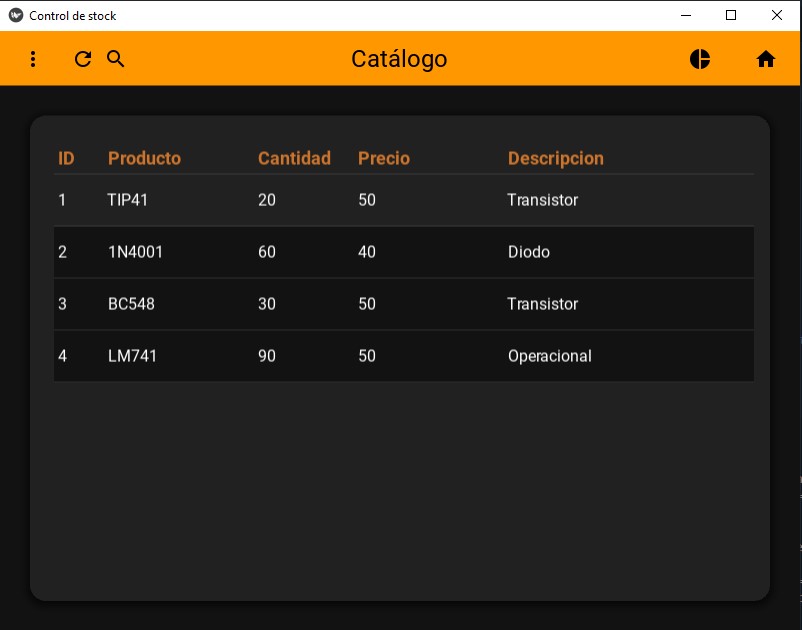 Control de stock
Catálogo
ID Producto Cantidad Precio Descripcion
1 TIP41 20 50 Transistor
2 1N4001 60 40 Diodo
3 BC548 30 50 Transistor
4 LM741 90 50 Operacional